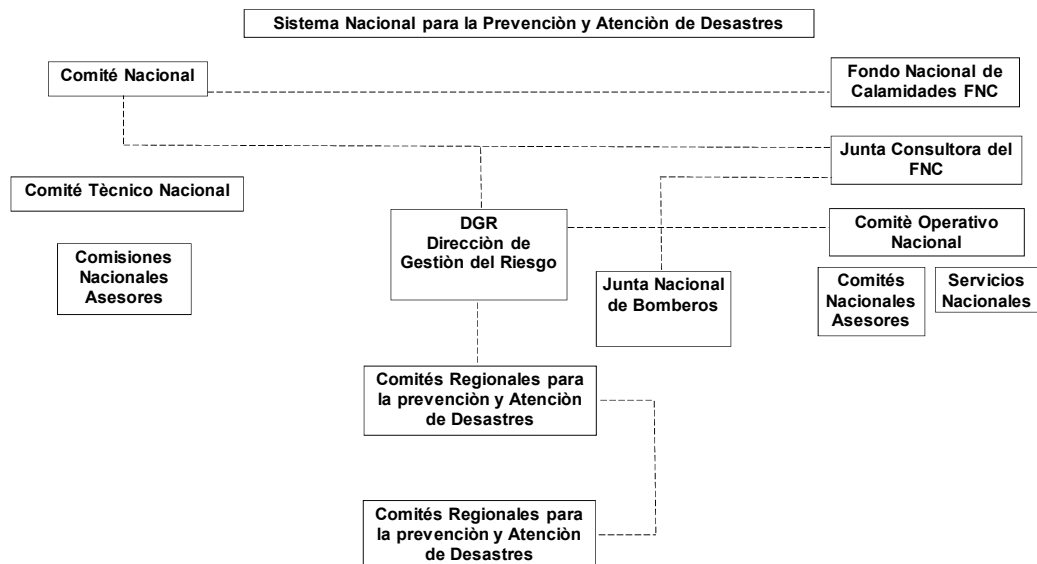 Sistema Nacional para la Prevenciòn y Atenciòn de Desastres
Comité Nacional
Fondo Nacional de
Calamidades FNC
Junta Consultora del
FNC
Comité Tècnico Nacional
DGR
Direcciòn de
Gestiòn del Riesgo
Comitè Operativo
Nacional
Comisiones
Nacionales
Asesores
Junta Nacional
de Bomberos
Comités
Nacionales
Asesores
Servicios
Nacionales
Comités Regionales para
la prevenciòn y Atenciòn
de Desastres
Comités Regionales para
la prevenciòn y Atenciòn
de Desastres